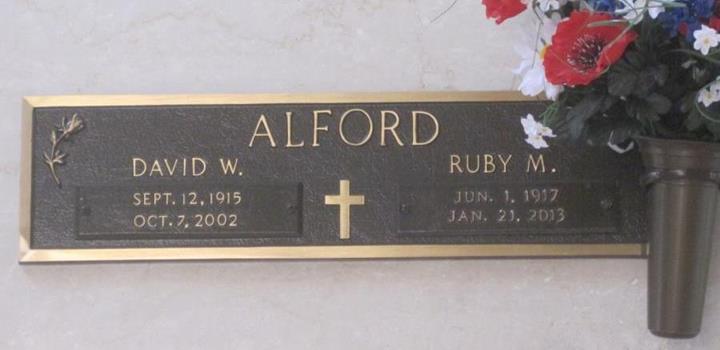 ALFORD
DAVID W.
SEPT. 12, 1915
OCT. 7, 2002
RUBY M.
JUN. 1, 1917
JAN. 21, 2013